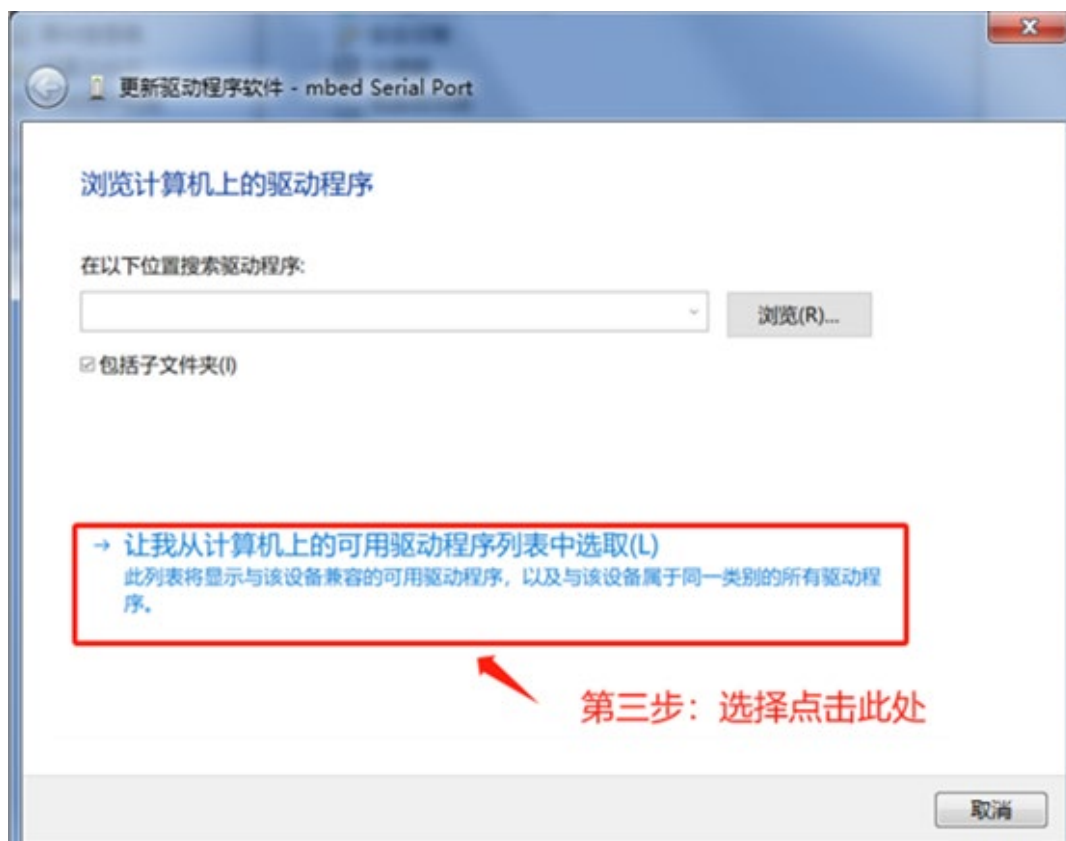 更新驱动程序软件 - mbed Serial Port
浏览计算机上的驱动程序
在以下位置搜索驱动程序:
浏览(R)...
包括子文件夹(I)
→ 让我从计算机上的可用驱动程序列表中选取(L)
此列表将显示与该设备兼容的可用驱动程序，以及与该设备属于同一类别的所有驱动程
序。
第三步：选择点击此处
取消